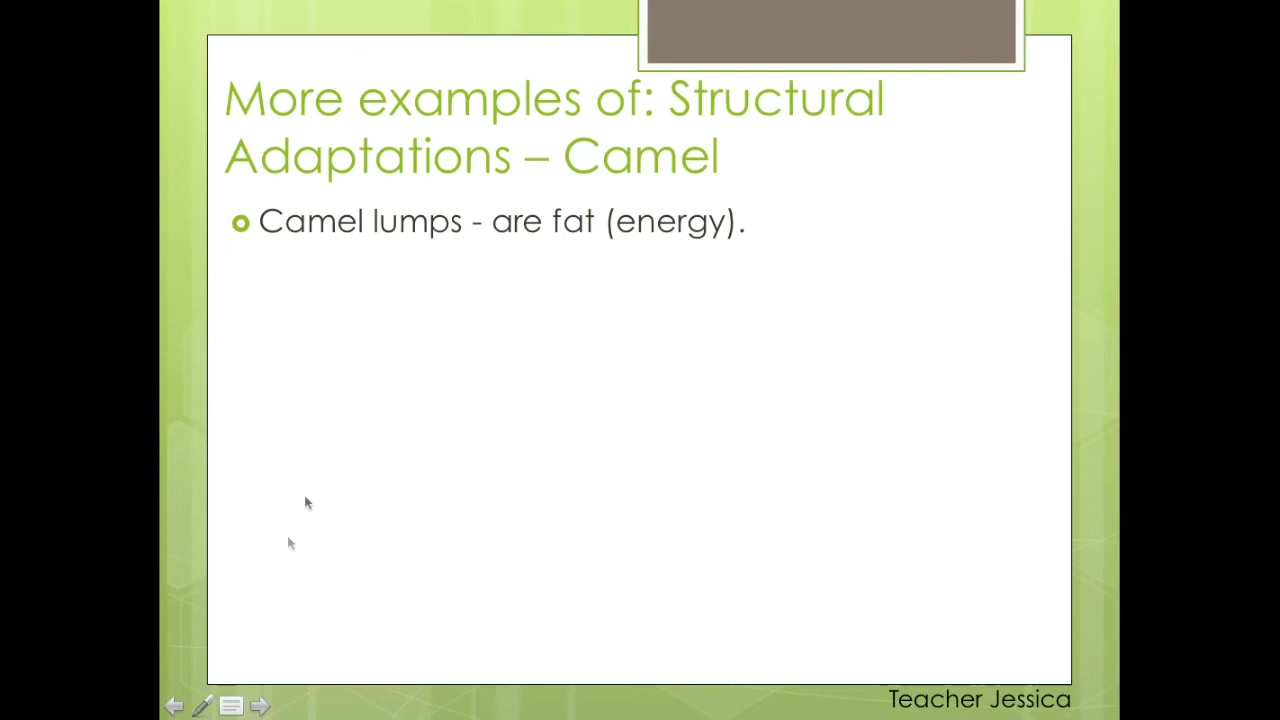 More examples of: Structural
Adaptations – Camel
Camel lumps - are fat (energy).
Teacher Jessica